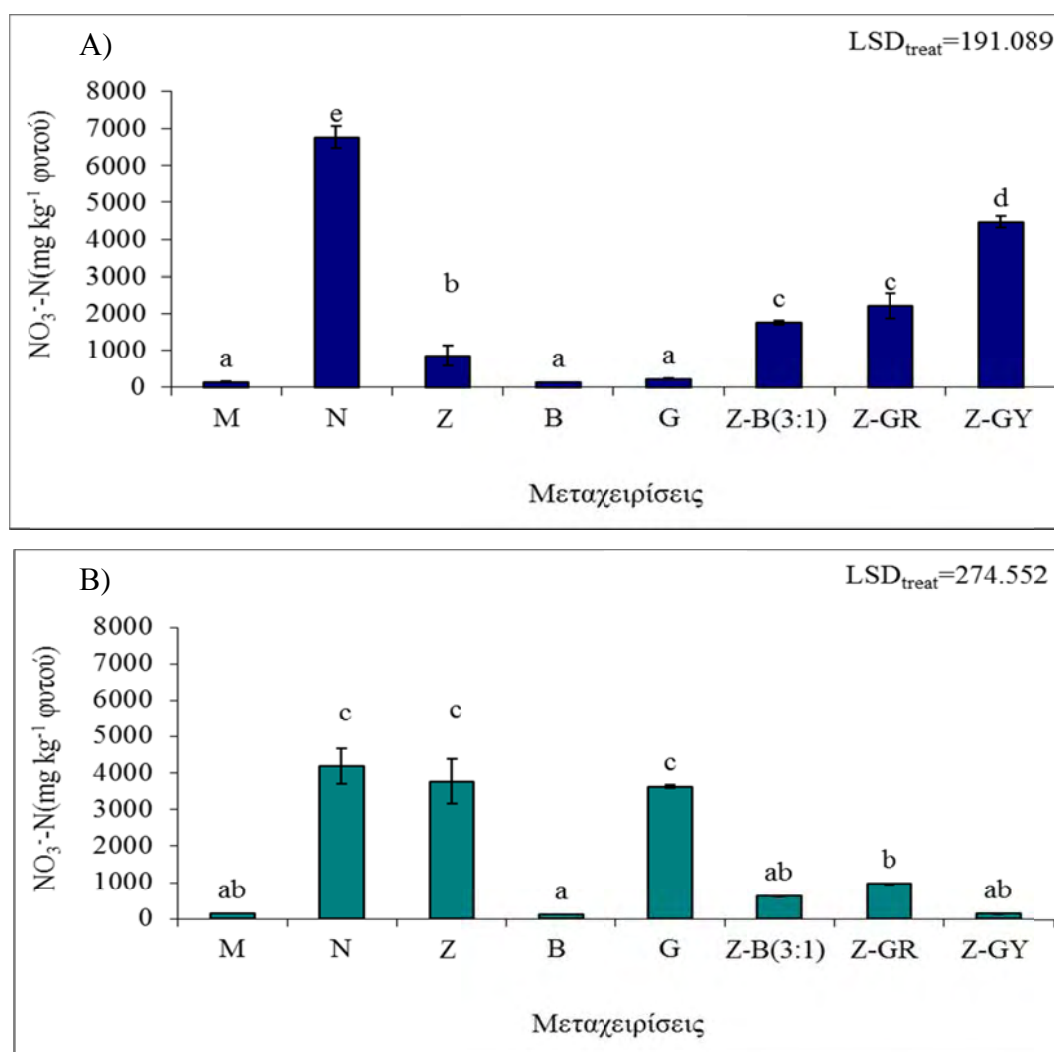 A)
LSDtreat=191.089
NO3⁻-N(mg kg⁻¹ φυτού)
8000
7000
6000
5000
4000
3000
2000
1000
0
a
e
b
a
a
c
c
d
M N Z B G Z-B(3:1) Z-GR Z-GY
Μεταχειρίσεις
B)
LSDtreat=274.552
NO3⁻-N(mg kg⁻¹ φυτού)
8000
7000
6000
5000
4000
3000
2000
1000
0
ab
c
c
a
c
ab
b
ab
M N Z B G Z-B(3:1) Z-GR Z-GY
Μεταχειρίσεις